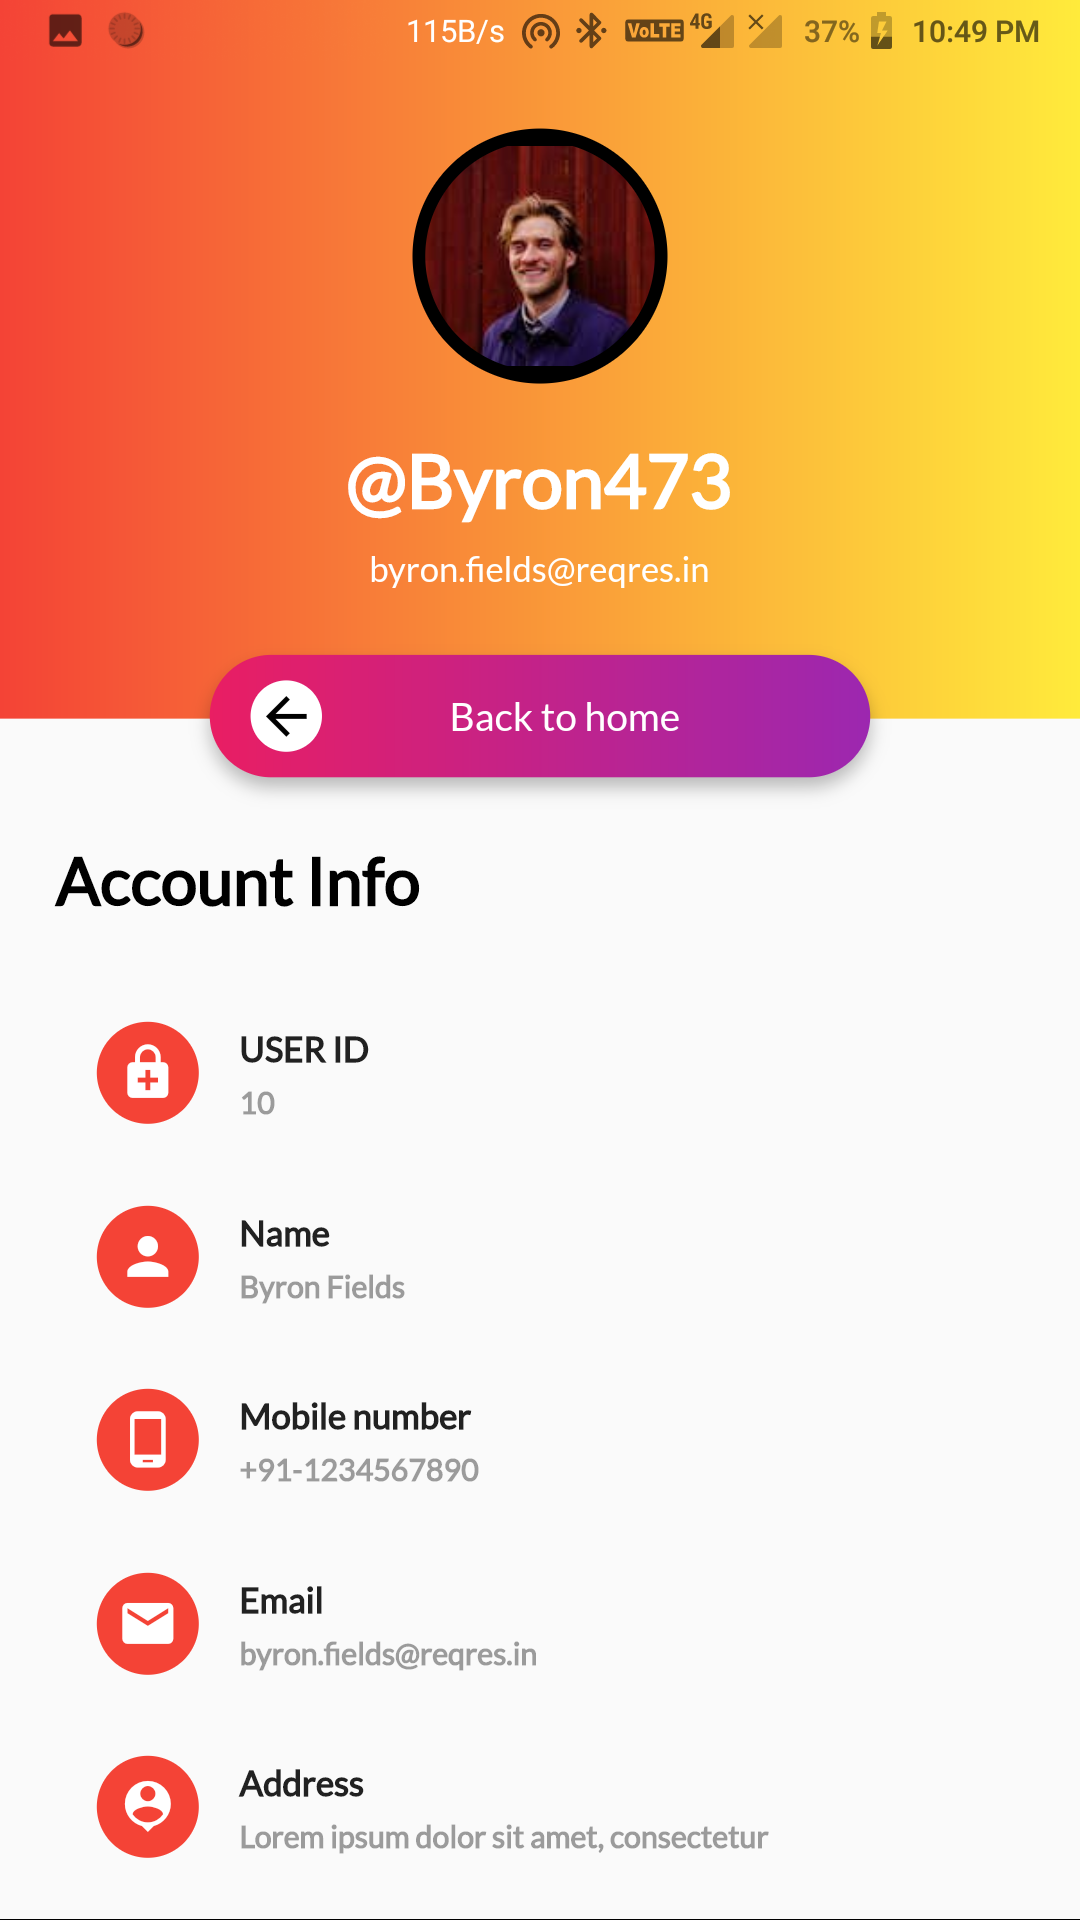 115B/s VoLTE 4G 37% 10:49 PM
@Byron473
byron.fields@reqres.in
Back to home
Account Info
USER ID
10
Name
Byron Fields
Mobile number
+91-1234567890
Email
byron.fields@reqres.in
Address
Lorem ipsum dolor sit amet, consectetur